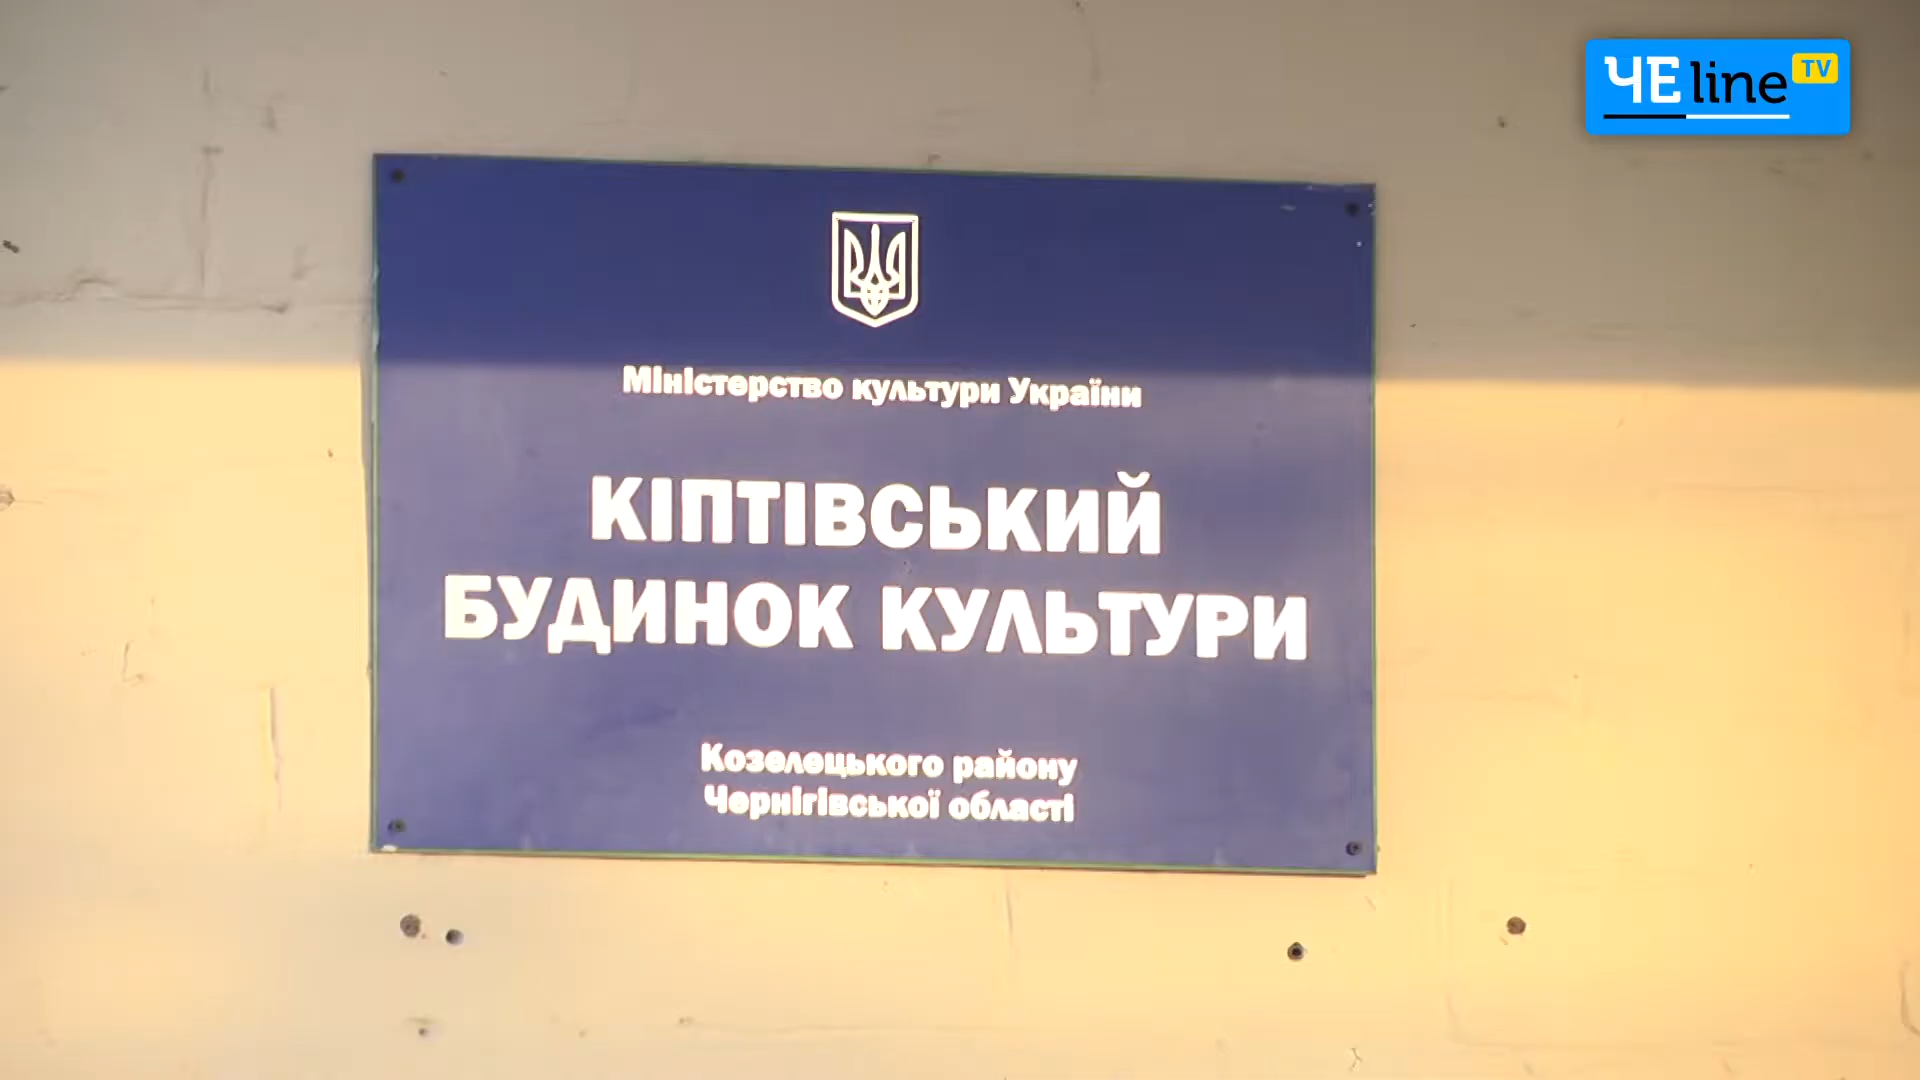 ЧЕ line TV
Міністерство культури України
КІПТІВСЬКИЙ
БУДИНОК КУЛЬТУРИ
Козелецького району
Чернігівської області